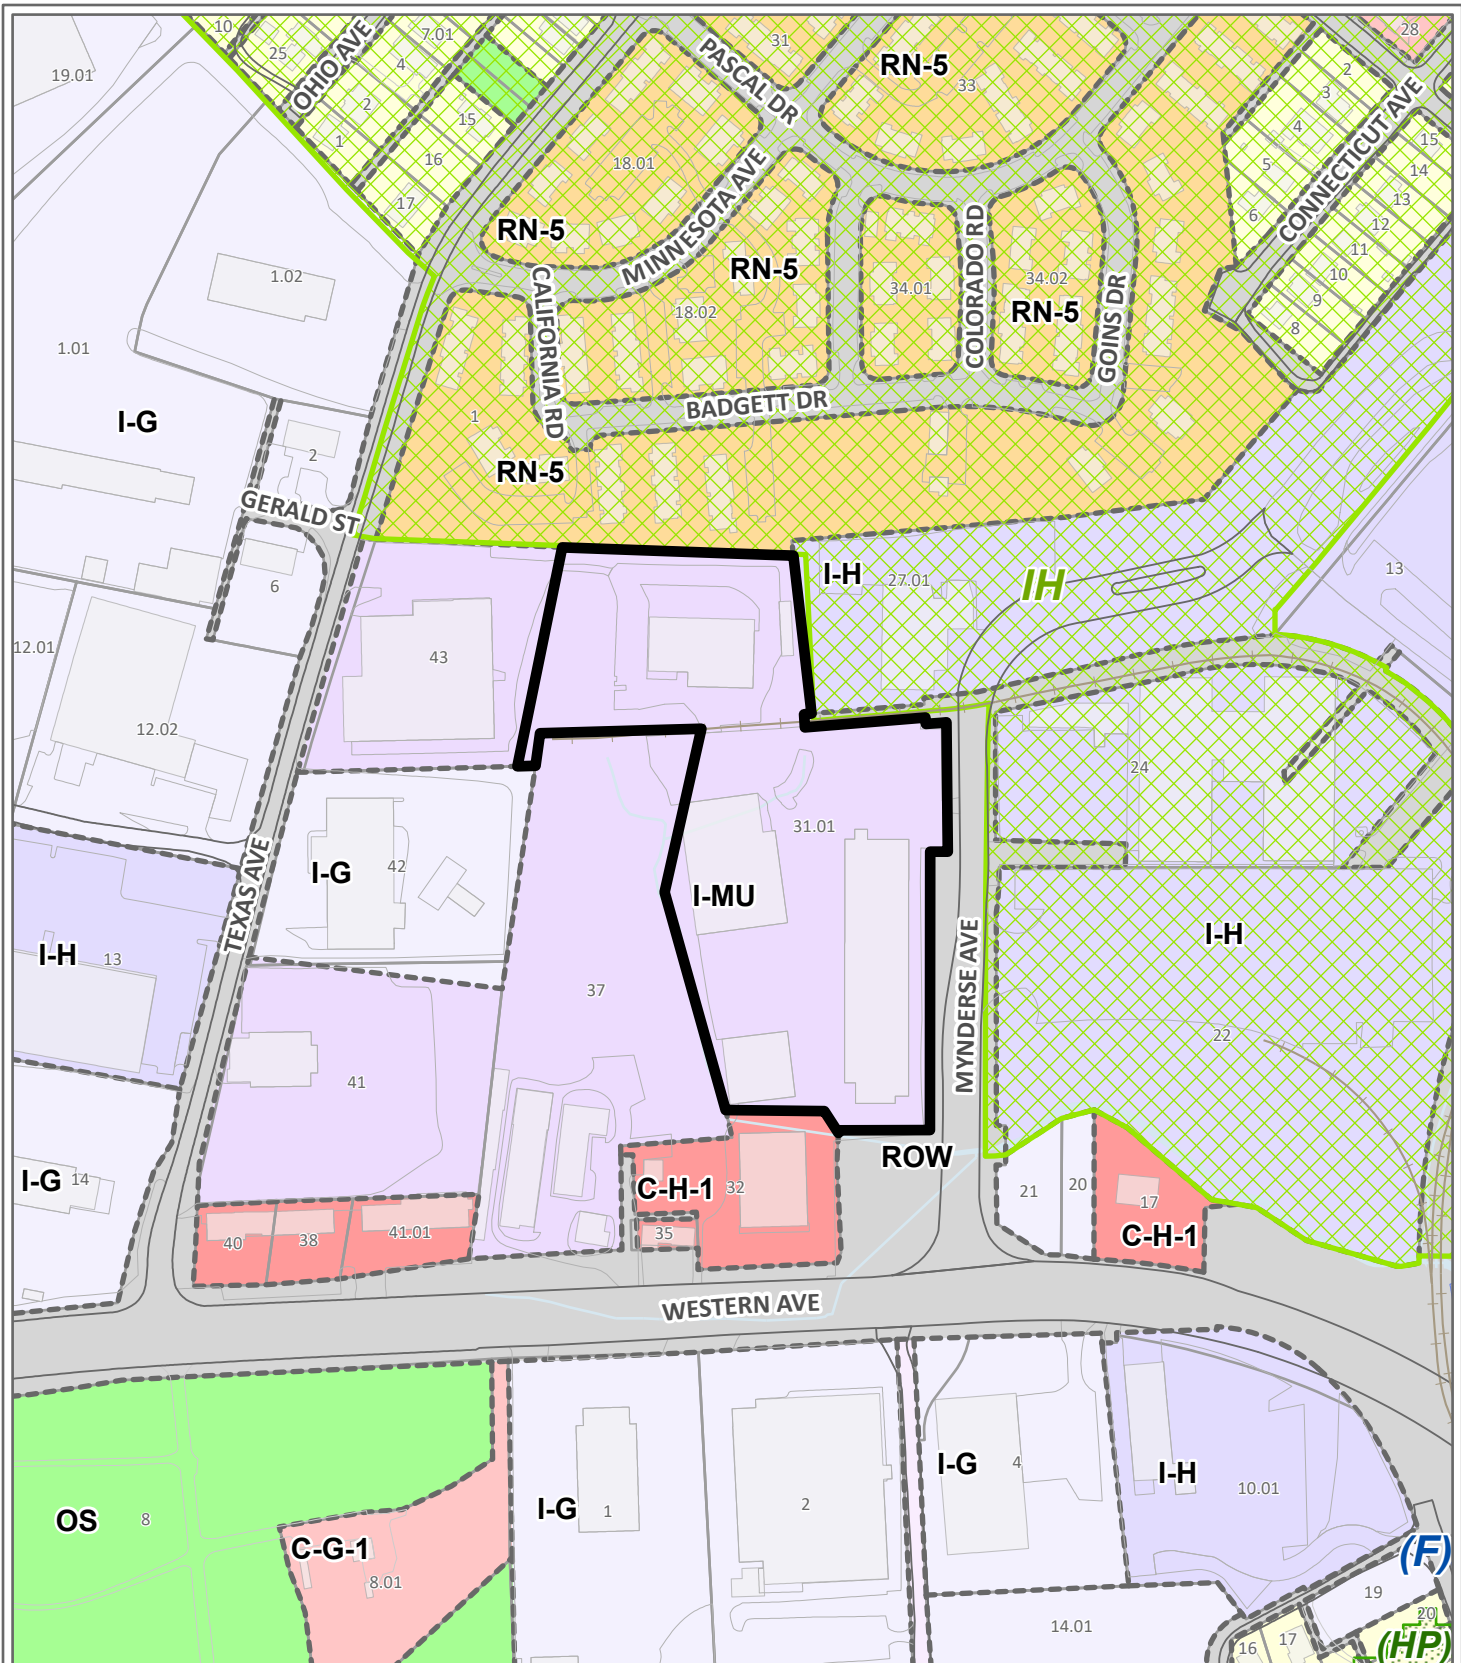 10
25
OHIO AVE
7.01
4
2
1
15
16
17
19.01
PASCAL DR
31
RN-5
33
28
2
3
4
5
6
CONNECTICUT AVE
15
14
13
12
11
10
9
8
18.01
RN-5
MINNESOTA AVE
RN-5
18.02
CALIFORNIA RD
34.01
COLORADO RD
34.02
RN-5
GOINS DR
BADGETT DR
1
RN-5
1.02
1.01
I-G
2
GERALD ST
6
12.01
12.02
43
I-H
27.01
IH
13
24
31.01
I-MU
I-G
42
TEXAS AVE
I-H
13
37
MYNDERSE AVE
I-H
22
41
I-G
14
ROW
C-H-1
32
35
40
38
41.01
21
20
17
C-H-1
WESTERN AVE
OS
8
C-G-1
8.01
I-G
1
2
I-G
4
I-H
10.01
(F)
14.01
19
20
16
17
(HP)